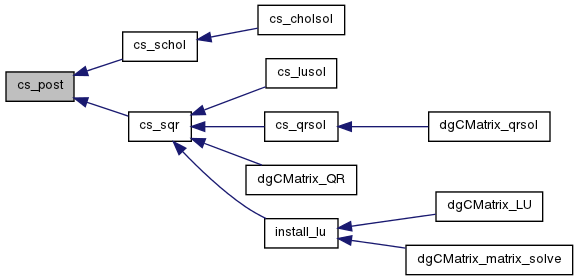 cs_post
cs_schol
cs_cholsol
cs_sqr
cs_lusol
cs_qrsol
dgCMatrix_qrsol
dgCMatrix_QR
install_lu
dgCMatrix_LU
dgCMatrix_matrix_solve